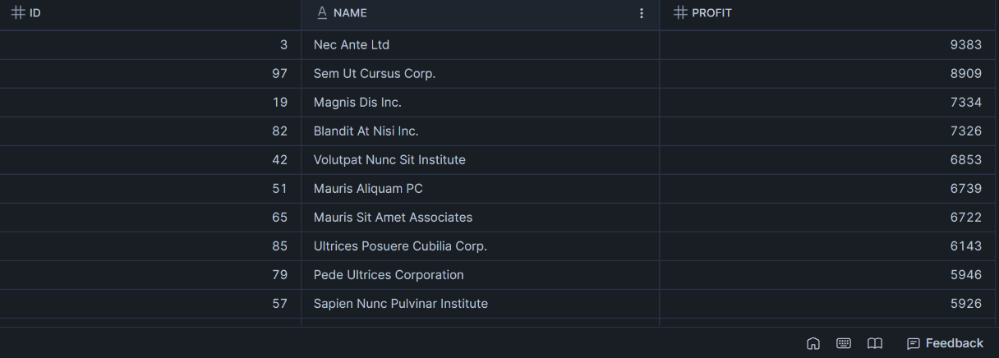 ID NAME PROFIT
3 Nec Ante Ltd 9383
97 Sem Ut Cursus Corp. 8909
19 Magnis Dis Inc. 7334
82 Blandit At Nisi Inc. 7326
42 Volutpat Nunc Sit Institute 6853
51 Mauris Aliquam PC 6739
65 Mauris Sit Amet Associates 6722
85 Ultrices Posuere Cubilia Corp. 6143
79 Pede Ultrices Corporation 5946
57 Sapien Nunc Pulvinar Institute 5926
Feedback